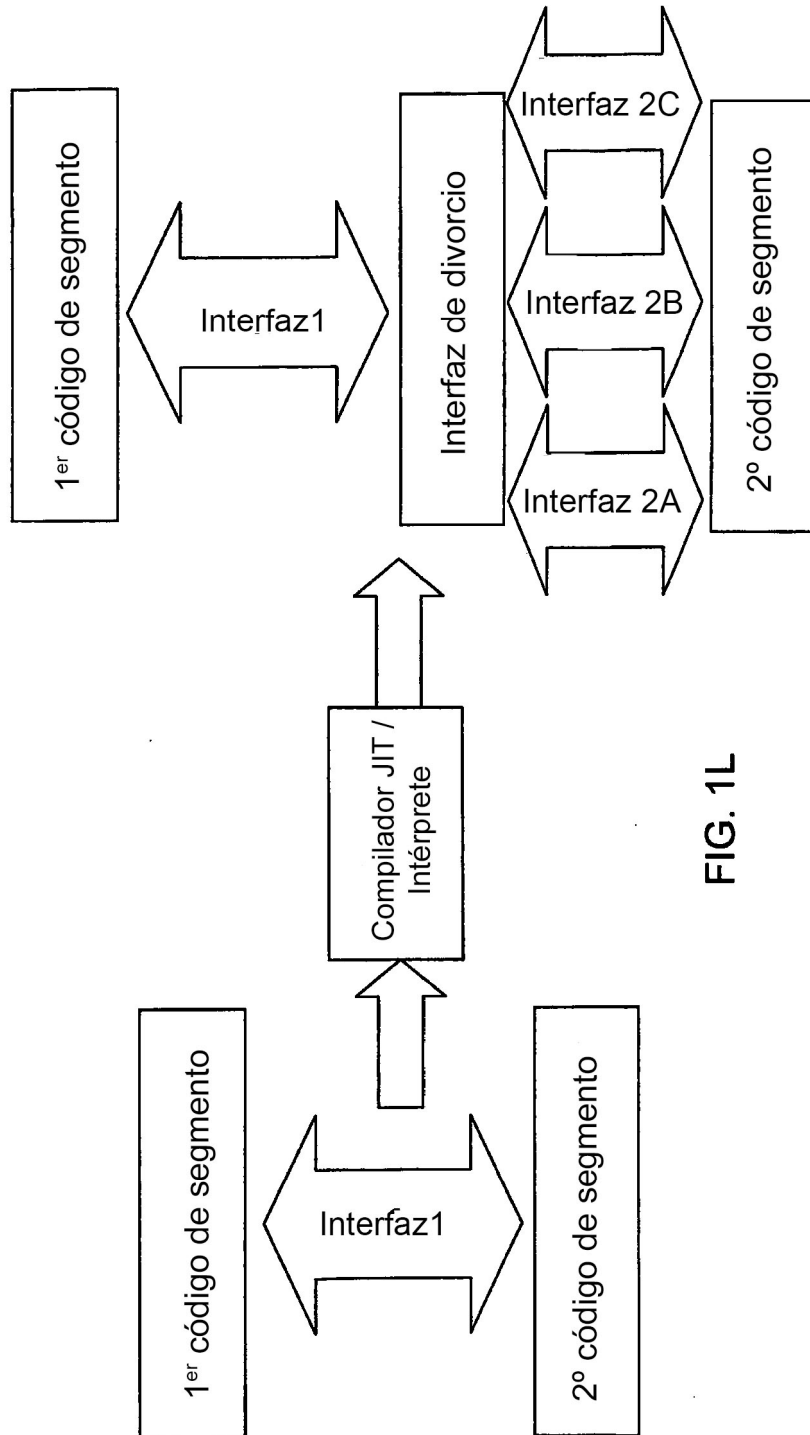 1er código de segmento
Interfaz1
2º código de segmento
Compilador JIT /
Intérprete
1er código de segmento
Interfaz1
Interfaz de divorcio
Interfaz 2A
Interfaz 2B
Interfaz 2C
2º código de segmento
FIG. 1L